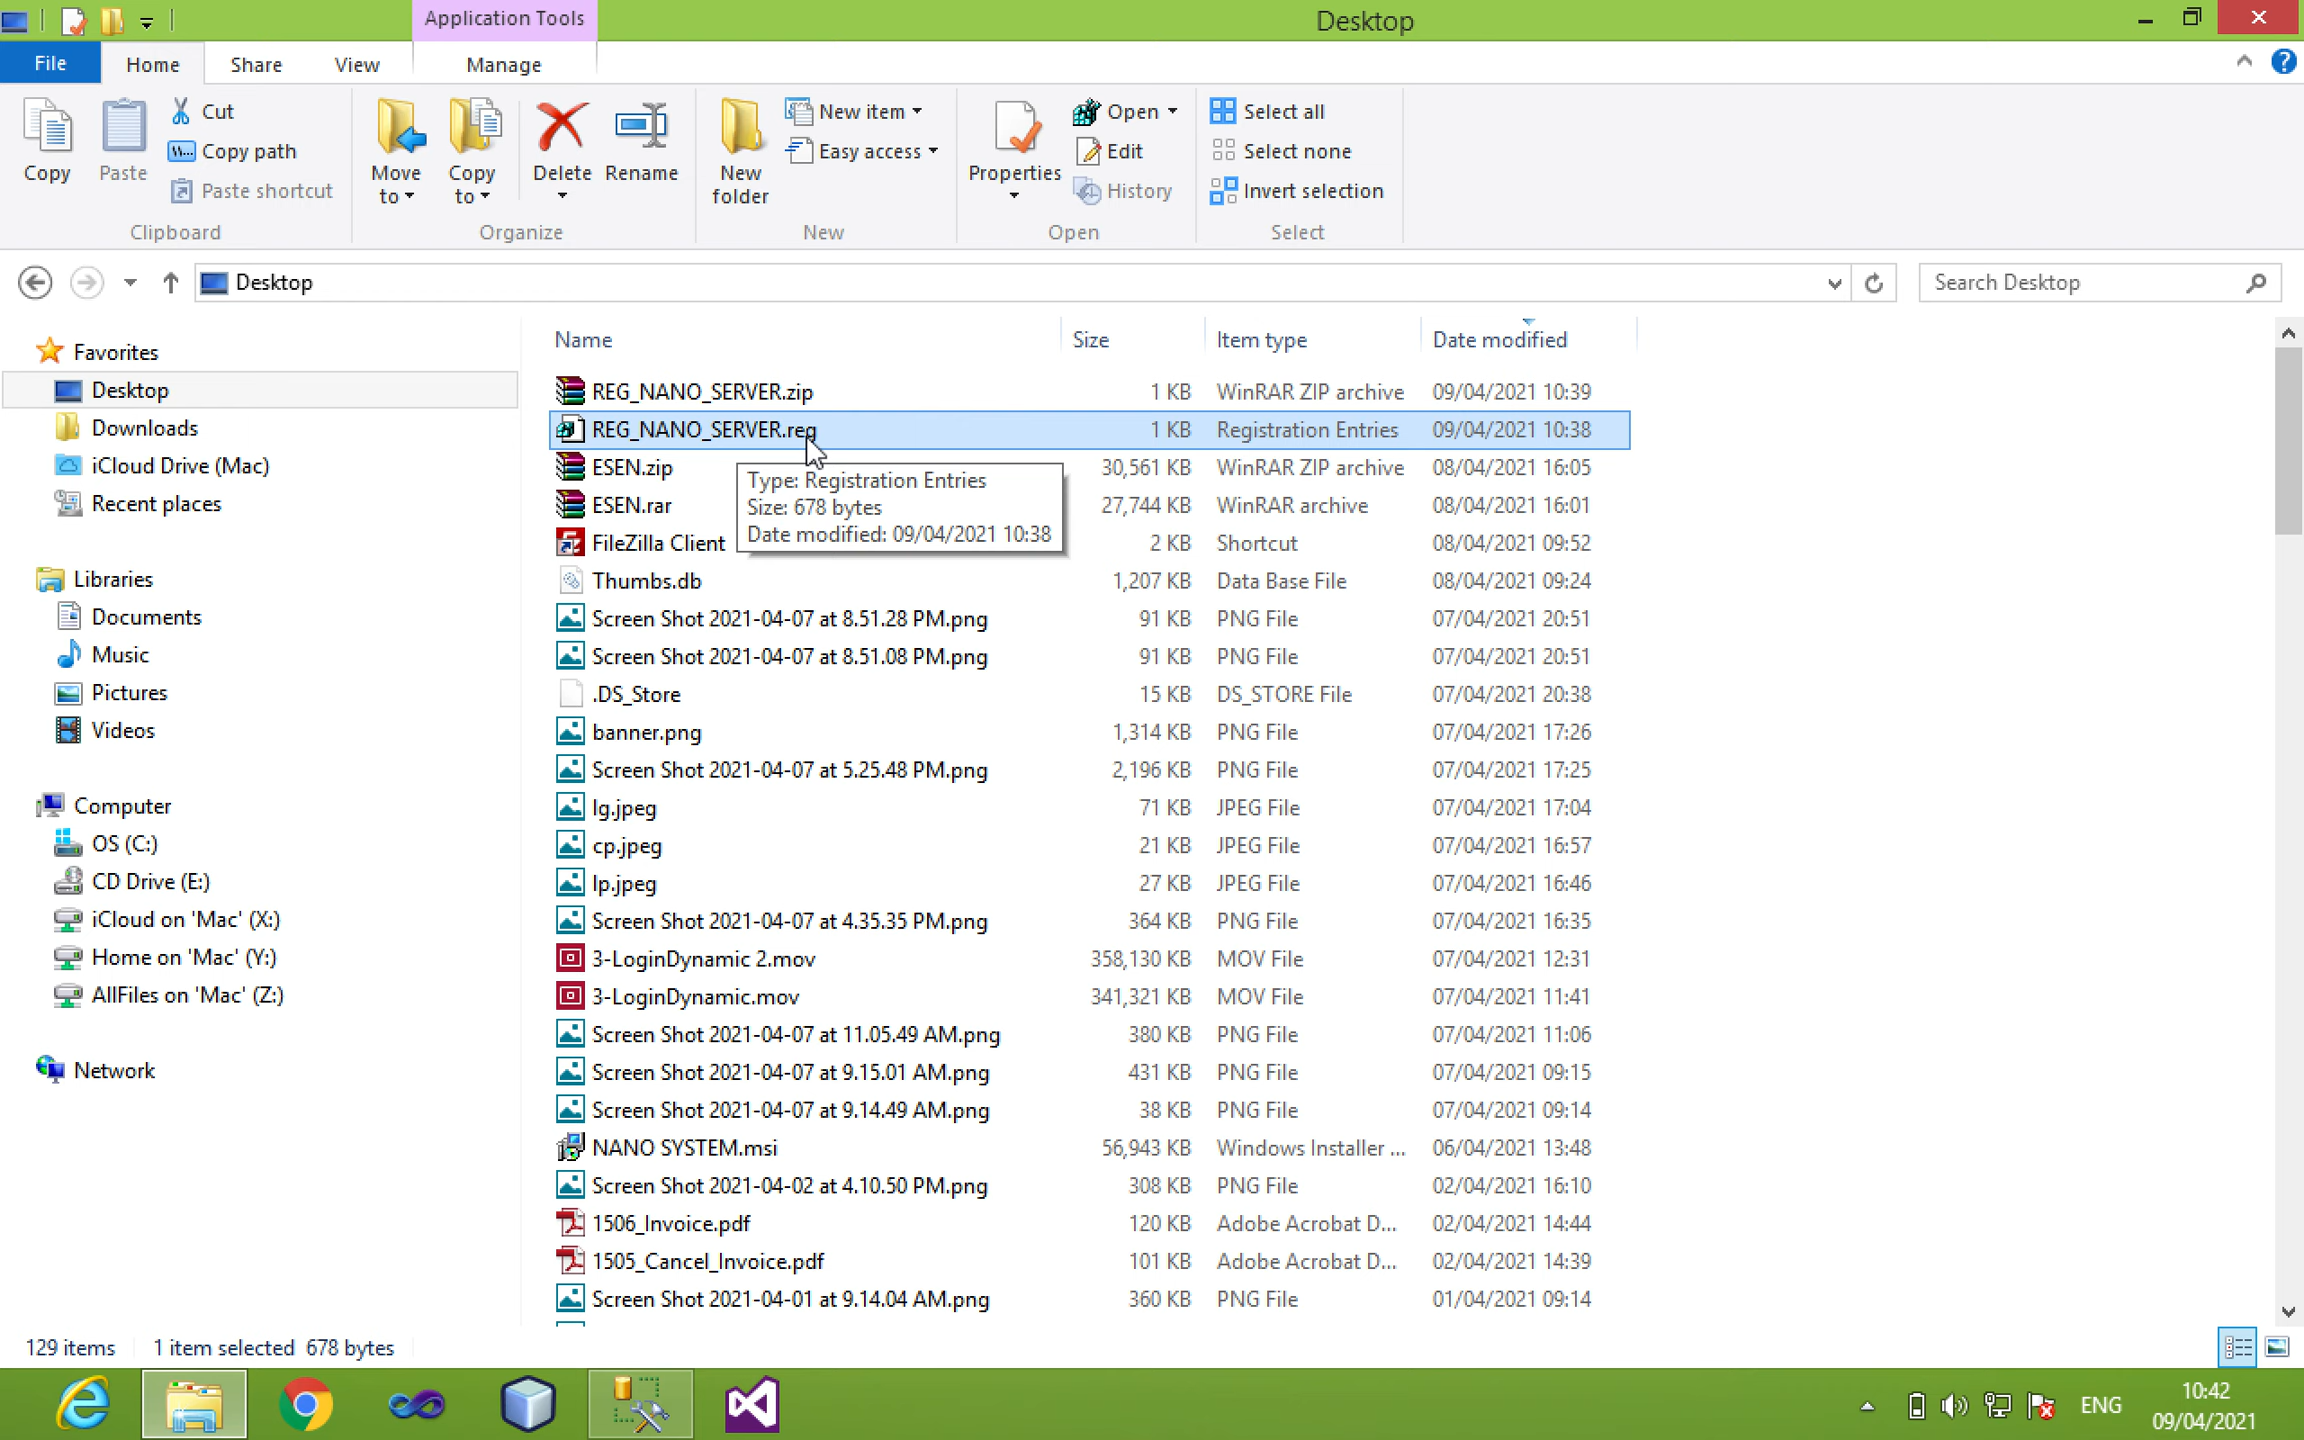 Application Tools
Desktop
File
Home
Share
View
Manage
Copy
Paste
Cut
Copy path
Paste shortcut
Clipboard
Move to
Copy to
Delete
Rename
Organize
New folder
New item
Easy access
New
Properties
Open
Edit
History
Open
Select all
Select none
Invert selection
Select
Desktop
Search Desktop
Favorites
Desktop
Downloads
iCloud Drive (Mac)
Recent places
Libraries
Documents
Music
Pictures
Videos
Computer
OS (C:)
CD Drive (E:)
iCloud on 'Mac' (X:)
Home on 'Mac' (Y:)
AllFiles on 'Mac' (Z:)
Network
Name Size Item type Date modified
REG_NANO_SERVER.zip 1 KB WinRAR ZIP archive 09/04/2021 10:39
REG_NANO_SERVER.reg 1 KB Registration Entries 09/04/2021 10:38
ESEN.zip 30,561 KB WinRAR ZIP archive 08/04/2021 16:05
ESEN.rar 27,744 KB WinRAR archive 08/04/2021 16:01
FileZilla Client 2 KB Shortcut 08/04/2021 09:52
Type: Registration Entries
Size: 678 bytes
Date modified: 09/04/2021 10:38
Thumbs.db 1,207 KB Data Base File 08/04/2021 09:24
Screen Shot 2021-04-07 at 8.51.28 PM.png 91 KB PNG File 07/04/2021 20:51
Screen Shot 2021-04-07 at 8.51.08 PM.png 91 KB PNG File 07/04/2021 20:51
.DS_Store 15 KB DS_STORE File 07/04/2021 20:38
banner.png 1,314 KB PNG File 07/04/2021 17:26
Screen Shot 2021-04-07 at 5.25.48 PM.png 2,196 KB PNG File 07/04/2021 17:25
lg.jpeg 71 KB JPEG File 07/04/2021 17:04
cp.jpeg 21 KB JPEG File 07/04/2021 16:57
lp.jpeg 27 KB JPEG File 07/04/2021 16:46
Screen Shot 2021-04-07 at 4.35.35 PM.png 364 KB PNG File 07/04/2021 16:35
3-LoginDynamic 2.mov 358,130 KB MOV File 07/04/2021 12:31
3-LoginDynamic.mov 341,321 KB MOV File 07/04/2021 11:41
Screen Shot 2021-04-07 at 11.05.49 AM.png 380 KB PNG File 07/04/2021 11:06
Screen Shot 2021-04-07 at 9.15.01 AM.png 431 KB PNG File 07/04/2021 09:15
Screen Shot 2021-04-07 at 9.14.49 AM.png 38 KB PNG File 07/04/2021 09:14
NANO SYSTEM.msi 56,943 KB Windows Installer ... 06/04/2021 13:48
Screen Shot 2021-04-02 at 4.10.50 PM.png 308 KB PNG File 02/04/2021 16:10
1506_Invoice.pdf 120 KB Adobe Acrobat D... 02/04/2021 14:44
1505_Cancel_Invoice.pdf 101 KB Adobe Acrobat D... 02/04/2021 14:39
Screen Shot 2021-04-01 at 9.14.04 AM.png 360 KB PNG File 01/04/2021 09:14
129 items 1 item selected 678 bytes
ENG
10:42
09/04/2021